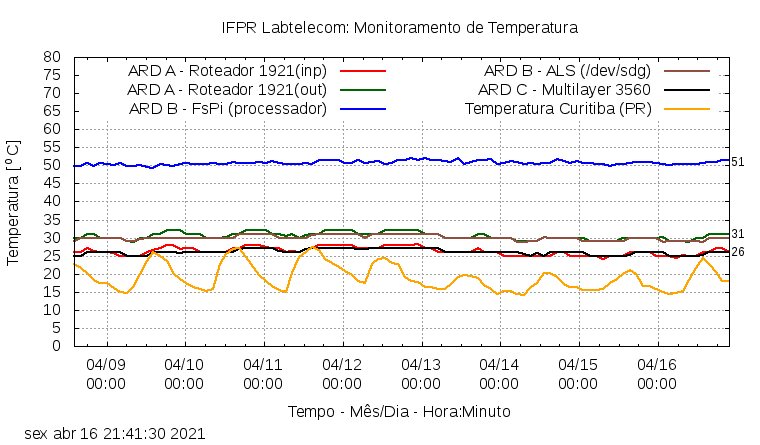 IFPR Labtelecom: Monitoramento de Temperatura
ARD A - Roteador 1921(inp)
ARD A - Roteador 1921(out)
ARD B - FsPi (processador)
ARD B - ALS (/dev/sdg)
ARD C - Multilayer 3560
Temperatura Curitiba (PR)
Temperatura [ºC]
80
75
70
65
60
55
50
45
40
35
30
25
20
15
10
5
0
51
31
26
04/09 04/10 04/11 04/12 04/13 04/14 04/15 04/16
00:00 00:00 00:00 00:00 00:00 00:00 00:00 00:00
Tempo - Mês/Dia - Hora:Minuto
sex abr 16 21:41:30 2021